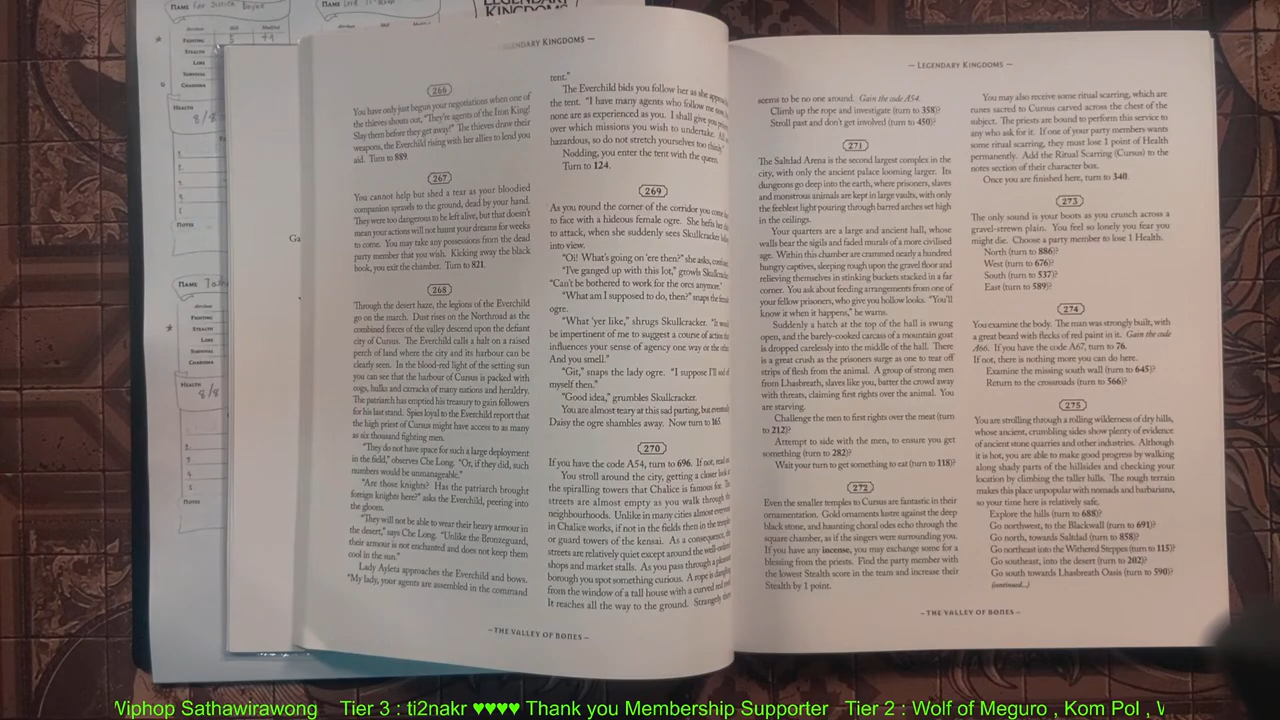 NAME
NAME
LEGENDARY
KINGDOMS
FIGHTING 5 +1
STEALTH
LORE
SURVIVAL
CHARISMA
HEALTH
8/8
NOTES
NAME
FIGHTING
STEALTH
LORE
SURVIVAL
CHARISMA
HEALTH
8/8
NOTES
Ga
LEGENDARY KINGDOMS —
266
You have only just begun your negotiations when one of
the thieves shouts out, "They're agents of the Iron King!
Slay them before they get away!" The thieves draw their
weapons, the Everchild rising with her allies to lend you
aid. Turn to 889.
267
You cannot help but shed a tear as your bloodied
companion sprawls to the ground, dead by your hand.
They were too dangerous to be left alive, but that doesn't
mean your actions will not haunt your dreams for weeks
to come. You may take any possessions from the dead
party member that you wish. Kicking away the black
book, you exit the chamber. Turn to 821.
268
Through the desert haze, the legions of the Everchild
go on the march. Dust rises on the Northroad as the
combined forces of the valley descend upon the defiant
city of Cursus. The Everchild calls a halt on a raised
perch of land where the city and its harbour can be
clearly seen. In the blood-red light of the setting sun
you can see that the harbour of Cursus is packed with
cogs, hulks and carracks of many nations and heraldry.
The patriarch has emptied his treasury to gain followers
for his last stand. Spies loyal to the Everchild report that
the high priest of Cursus might have access to as many
as six thousand fighting men.
"They do not have space for such a large deployment
in the field," observes Che Long. "Or, if they did, such
numbers would be unmanageable."
"Are those knights? Has the patriarch brought
foreign knights here?" asks the Everchild, peering into
the gloom.
"They will not be able to wear their heavy armour in
the desert," says Che Long. "Unlike the Bronzeguard,
their armour is not enchanted and does not keep them
cool in the sun."
Lady Ayleta approaches the Everchild and bows.
"My lady, your agents are assembled in the command
tent."
The Everchild bids you follow her as she
the tent. "I have many agents who follow me
none are as experienced as you. I shall give you
over which missions you wish to undertake.
hazardous, so do not stretch yourselves too thinly."
Nodding, you enter the tent with the queen.
Turn to 124.
269
As you round the corner of the corridor you come
to face with a hideous female ogre. She hefts her
to attack, when she suddenly sees Skullcracker
into view.
"Oi! What's going on 'ere then?" she asks,
"I've ganged up with this lot," growls
"Can't be bothered to work for the orcs anymore."
"What am I supposed to do, then?" snaps the
ogre.
"What 'yer like," shrugs Skullcracker. "It would
be impertinent of me to suggest a course of action
influences your sense of agency one way or the other.
And you smell."
"Git," snaps the lady ogre. "I suppose I'll
myself then."
"Good idea," grumbles Skullcracker.
You are almost teary at this sad parting, but eventually
Daisy the ogre shambles away. Now turn to 165.
270
If you have the code A54, turn to 696. If not, read on.
You stroll around the city, getting a closer look at
the spiralling towers that Chalice is famous for. The
streets are almost empty as you walk through the
neighbourhoods. Unlike in many cities almost everyone
in Chalice works, if not in the fields then in the temples
or guard towers of the kensai. As a consequence, the
streets are relatively quiet except around the well-ordered
shops and market stalls. As you pass through a pleasant
borough you spot something curious. A rope is dangling
from the window of a tall house with a curved red roof.
It reaches all the way to the ground. Strangely there
– THE VALLEY OF BONES –
— LEGENDARY KINGDOMS —
seems to be no one around. Gain the code A54.
Climb up the rope and investigate (turn to 358)?
Stroll past and don't get involved (turn to 450)?
271
The Saltdad Arena is the second largest complex in the
city, with only the ancient palace looming larger. Its
dungeons go deep into the earth, where prisoners, slaves
and monstrous animals are kept in large vaults, with only
the feeblest light pouring through barred arches set high
in the ceilings.
Your quarters are a large and ancient hall, whose
walls bear the sigils and faded murals of a more civilised
age. Within this chamber are crammed nearly a hundred
hungry captives, sleeping rough upon the gravel floor and
relieving themselves in stinking buckets stacked in a far
corner. You ask about feeding arrangements from one of
your fellow prisoners, who give you hollow looks. "You'll
know it when it happens," he warns.
Suddenly a hatch at the top of the hall is swung
open, and the barely-cooked carcass of a mountain goat
is dropped carelessly into the middle of the hall. There
is a great crush as the prisoners surge as one to tear off
strips of flesh from the animal. A group of strong men
from Lhasbreath, slaves like you, batter the crowd away
with threats, claiming first rights over the animal. You
are starving.
Challenge the men to first rights over the meat (turn
to 212)?
Attempt to side with the men, to ensure you get
something (turn to 282)?
Wait your turn to get something to eat (turn to 118)?
272
Even the smaller temples to Cursus are fantastic in their
ornamentation. Gold ornaments lustre against the deep
black stone, and haunting choral odes echo through the
square chamber, as if the singers were surrounding you.
If you have any incense, you may exchange some for a
blessing from the priests. Find the party member with
the lowest Stealth score in the team and increase their
Stealth by 1 point.
You may also receive some ritual scarring, which are
runes sacred to Cursus carved across the chest of the
subject. The priests are bound to perform this service to
any who ask for it. If one of your party members wants
some ritual scarring, they must lose 1 point of Health
permanently. Add the Ritual Scarring (Cursus) to the
notes section of their character box.
Once you are finished here, turn to 340.
273
The only sound is your boots as you crunch across a
gravel-strewn plain. You feel so lonely you fear you
might die. Choose a party member to lose 1 Health.
North (turn to 886)?
West (turn to 676)?
South (turn to 537)?
East (turn to 589)?
274
You examine the body. The man was strongly built, with
a great beard with flecks of red paint in it. Gain the code
A66. If you have the code A67, turn to 76.
If not, there is nothing more you can do here.
Examine the missing south wall (turn to 645)?
Return to the crossroads (turn to 566)?
275
You are strolling through a rolling wilderness of dry hills,
whose ancient, crumbling sides show plenty of evidence
of ancient stone quarries and other industries. Although
it is hot, you are able to make good progress by walking
along shady parts of the hillsides and checking your
location by climbing the taller hills. The rough terrain
makes this place unpopular with nomads and barbarians,
so your time here is relatively safe.
Explore the hills (turn to 688)?
Go northwest, to the Blackwall (turn to 691)?
Go north, towards Saltdad (turn to 858)?
Go northeast into the Withered Steppes (turn to 115)?
Go southeast, into the desert (turn to 202)?
Go south towards Lhasbreath Oasis (turn to 590)?
(continued...)
– THE VALLEY OF BONES –
Wiphop Sathawirawong Tier 3 : ti2nakr ♥♥♥♥ Thank you Membership Supporter Tier 2 : Wolf of Meguro , Kom Pol ,